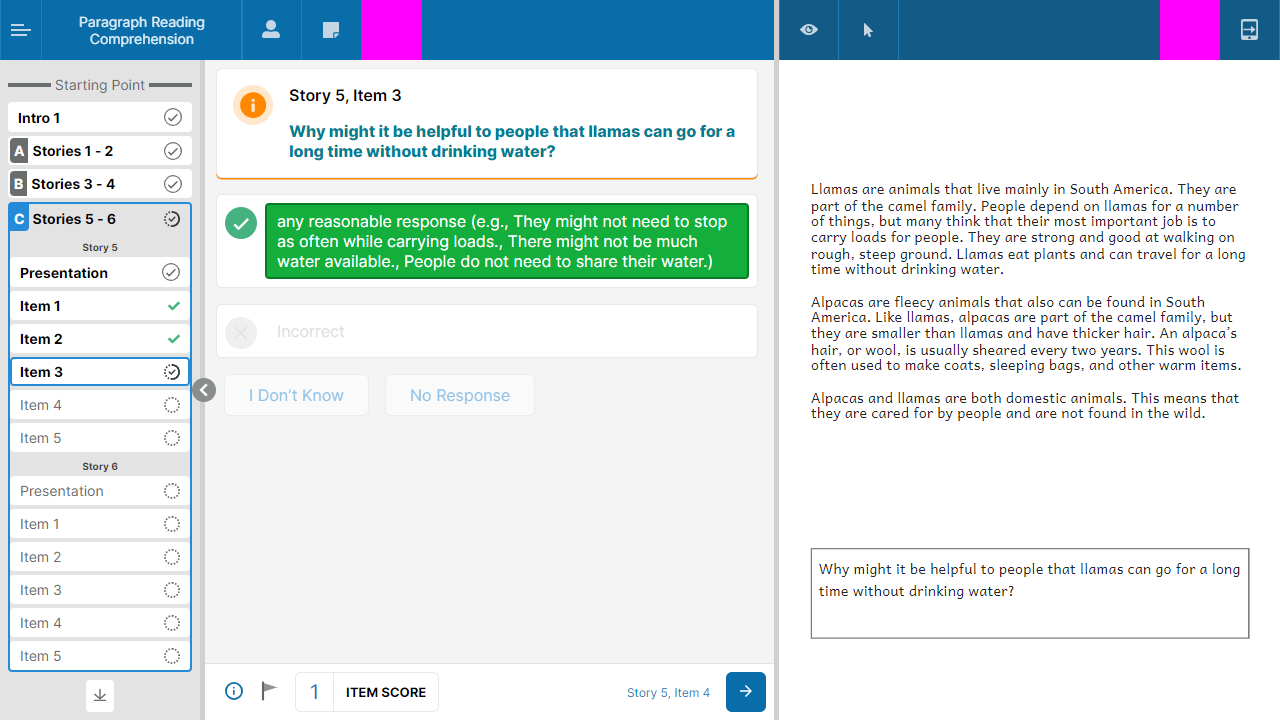 Paragraph Reading
Comprehension
Starting Point
Intro 1
A Stories 1 - 2
B Stories 3 - 4
C Stories 5 - 6
Story 5
Presentation
Item 1
Item 2
Item 3
Item 4
Item 5
Story 6
Presentation
Item 1
Item 2
Item 3
Item 4
Item 5
Story 5, Item 3
Why might it be helpful to people that llamas can go for a
long time without drinking water?
any reasonable response (e.g., They might not need to stop
as often while carrying loads., There might not be much
water available., People do not need to share their water.)
Incorrect
I Don't Know
No Response
1 ITEM SCORE
Story 5, Item 4
Llamas are animals that live mainly in South America. They are
part of the camel family. People depend on llamas for a number
of things, but many think that their most important job is to
carry loads for people. They are strong and good at walking on
rough, steep ground. Llamas eat plants and can travel for a long
time without drinking water.
Alpacas are fleecy animals that also can be found in South
America. Like llamas, alpacas are part of the camel family, but
they are smaller than llamas and have thicker hair. An alpaca's
hair, or wool, is usually sheared every two years. This wool is
often used to make coats, sleeping bags, and other warm items.
Alpacas and llamas are both domestic animals. This means that
they are cared for by people and are not found in the wild.
Why might it be helpful to people that llamas can go for a long
time without drinking water?